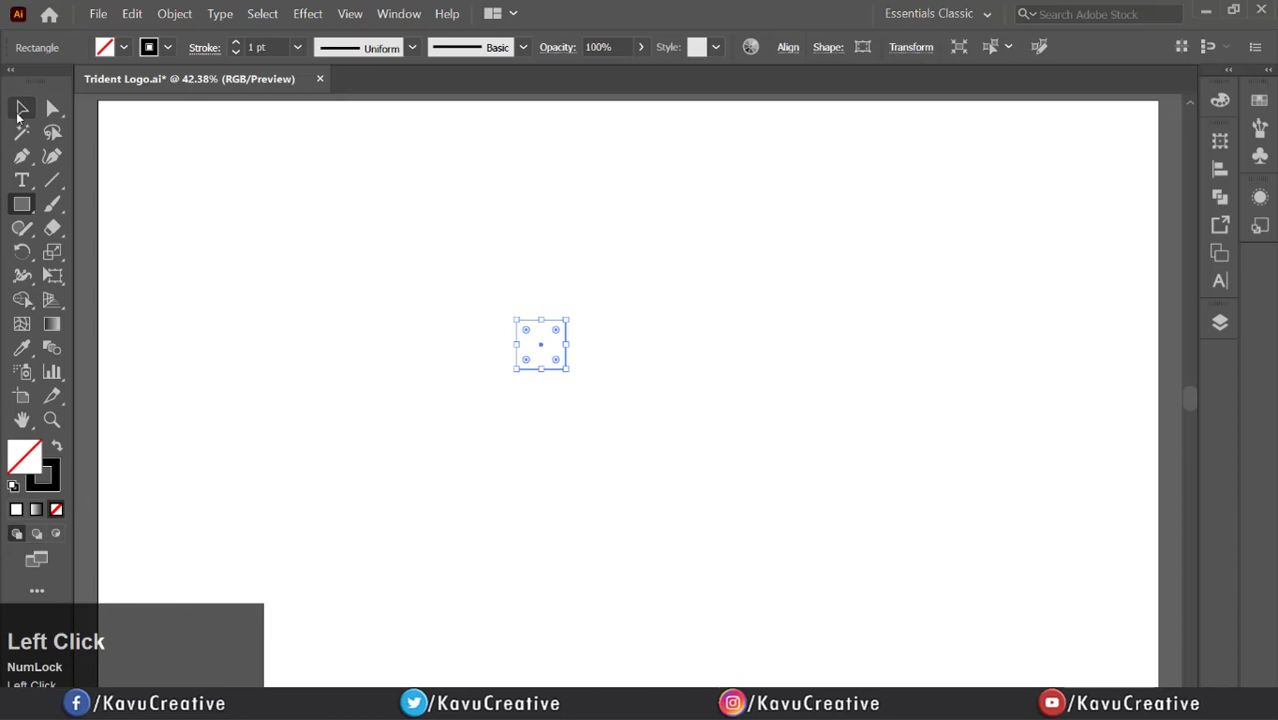 Ai File Edit Object Type Select Effect View Window Help Essentials Classic Search Adobe Stock
Rectangle Stroke: 1 pt Uniform Basic Opacity: 100% Style: Align Shape: Transform
Trident Logo.ai* @ 42.38% (RGB/Preview)
Left Click
NumLock
Left Click
/KavuCreative /KavuCreative /KavuCreative /KavuCreative